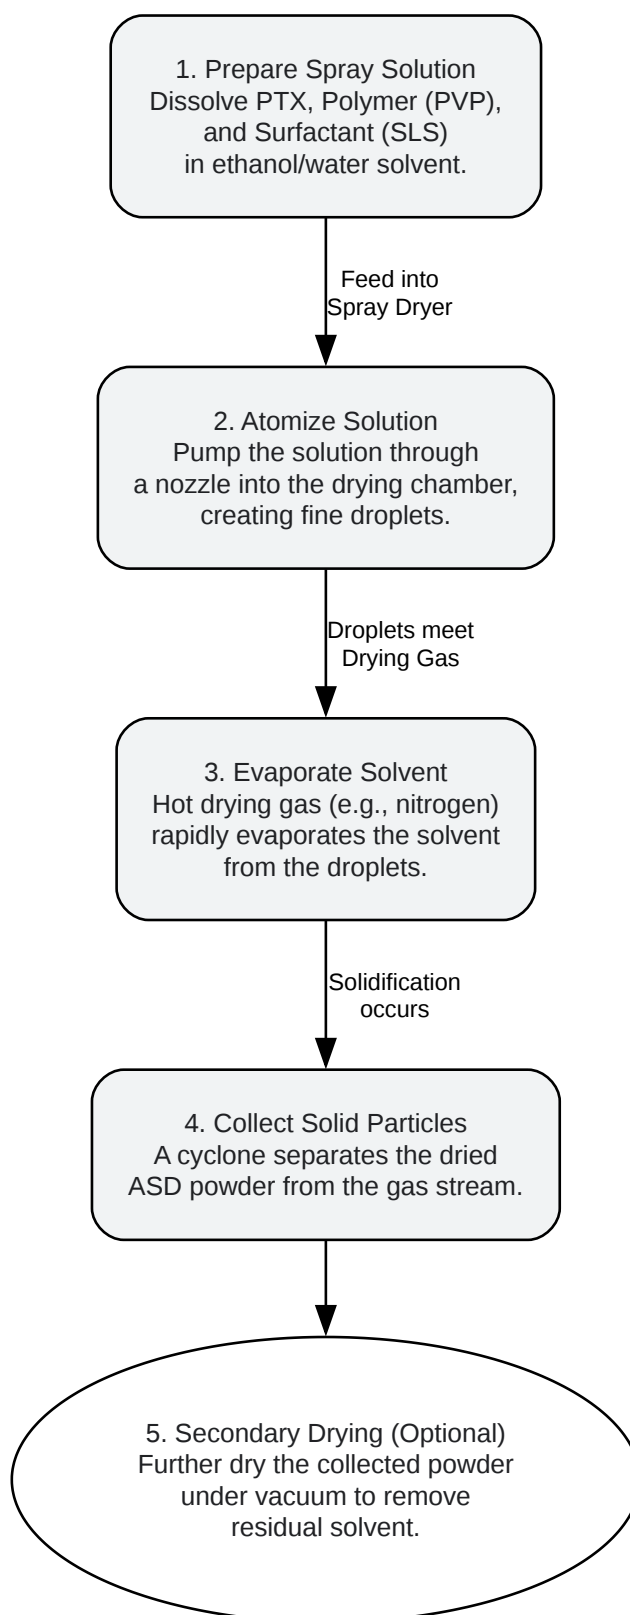 1. Prepare Spray Solution
Dissolve PTX, Polymer (PVP),
and Surfactant (SLS)
in ethanol/water solvent.
Feed into
Spray Dryer
2. Atomize Solution
Pump the solution through
a nozzle into the drying chamber,
creating fine droplets.
Droplets meet
Drying Gas
3. Evaporate Solvent
Hot drying gas (e.g., nitrogen)
rapidly evaporates the solvent
from the droplets.
Solidification
occurs
4. Collect Solid Particles
A cyclone separates the dried
ASD powder from the gas stream.
5. Secondary Drying (Optional)
Further dry the collected powder
under vacuum to remove
residual solvent.